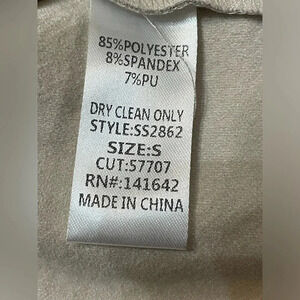 85%POLYESTER
8%SPANDEX
7%PU
DRY CLEAN ONLY
STYLE:SS2862
SIZE:S
CUT:57707
RN#:141642
MADE IN CHINA